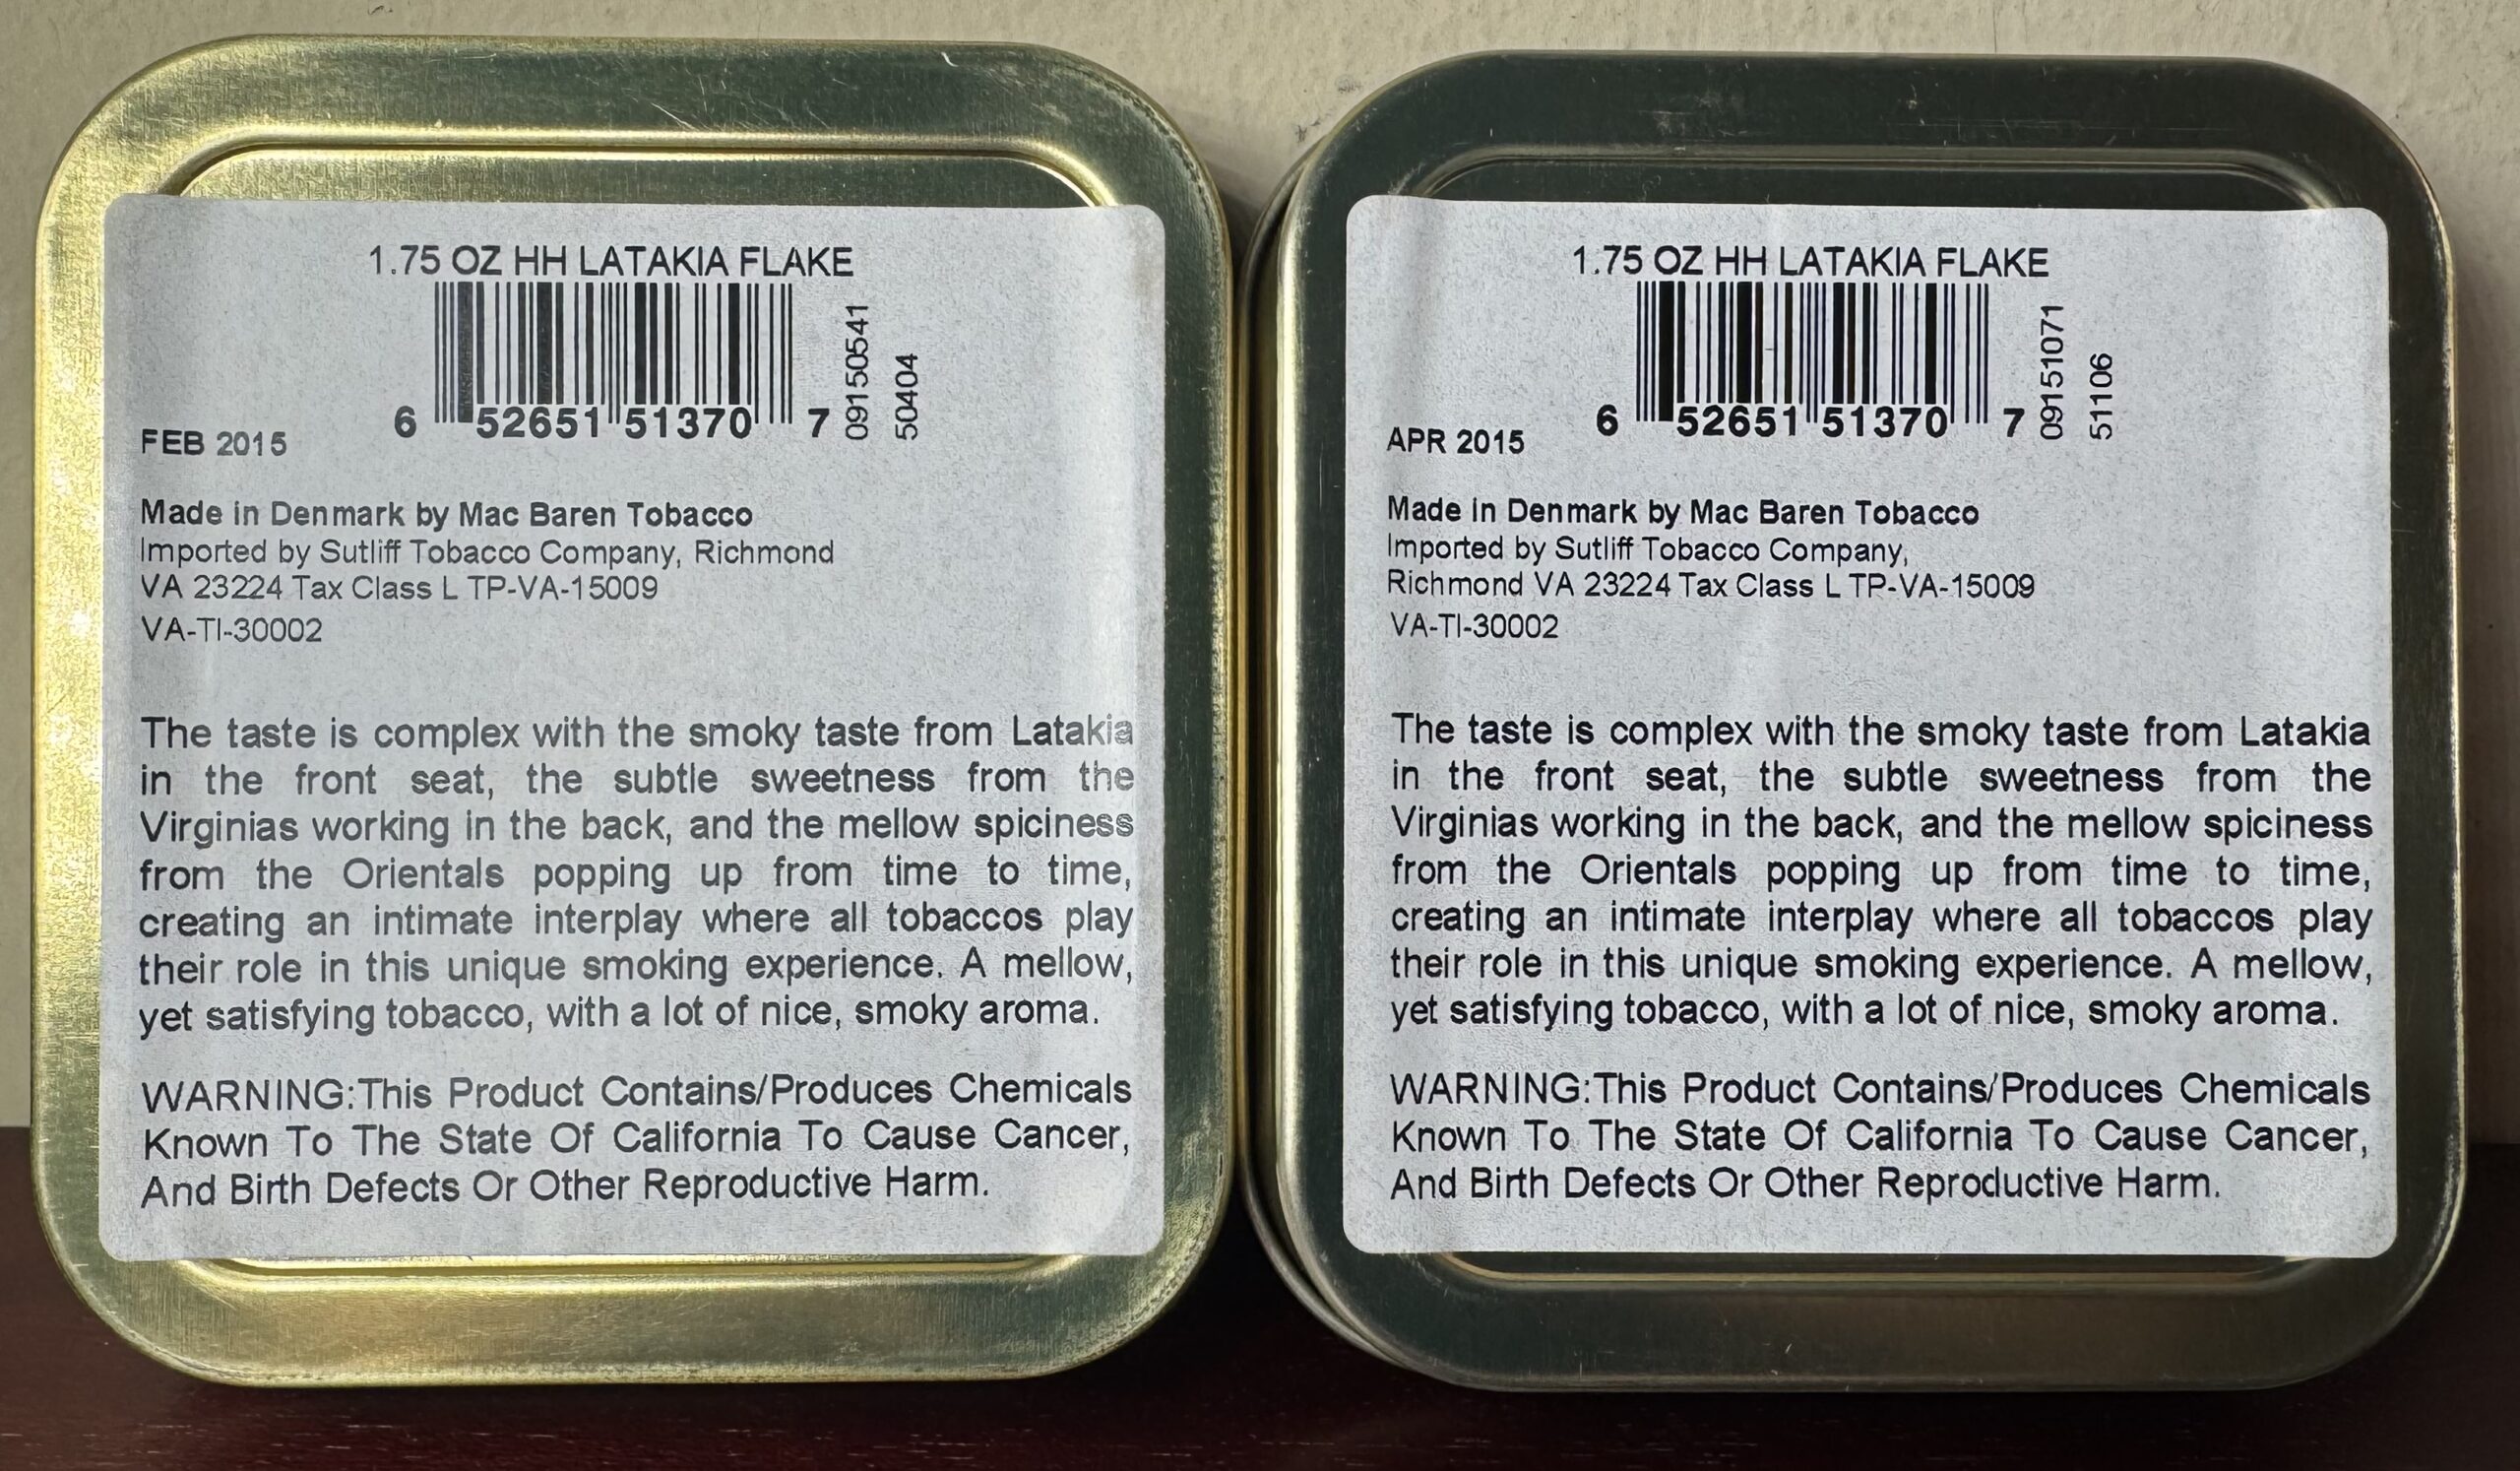 1.75 OZ HH LATAKIA FLAKE
6 52651 51370 7
09150541
50404
FEB 2015
Made in Denmark by Mac Baren Tobacco
Imported by Sutliff Tobacco Company, Richmond
VA 23224 Tax Class L TP-VA-15009
VA-TI-30002
The taste is complex with the smoky taste from Latakia
in the front seat, the subtle sweetness from the
Virginias working in the back, and the mellow spiciness
from the Orientals popping up from time to time,
creating an intimate interplay where all tobaccos play
their role in this unique smoking experience. A mellow,
yet satisfying tobacco, with a lot of nice, smoky aroma.
WARNING:This Product Contains/Produces Chemicals
Known To The State Of California To Cause Cancer,
And Birth Defects Or Other Reproductive Harm.
1.75 OZ HH LATAKIA FLAKE
6 52651 51370 7
09151071
51106
APR 2015
Made in Denmark by Mac Baren Tobacco
Imported by Sutliff Tobacco Company,
Richmond VA 23224 Tax Class L TP-VA-15009
VA-TI-30002
The taste is complex with the smoky taste from Latakia
in the front seat, the subtle sweetness from the
Virginias working in the back, and the mellow spiciness
from the Orientals popping up from time to time,
creating an intimate interplay where all tobaccos play
their role in this unique smoking experience. A mellow,
yet satisfying tobacco, with a lot of nice, smoky aroma.
WARNING:This Product Contains/Produces Chemicals
Known To The State Of California To Cause Cancer,
And Birth Defects Or Other Reproductive Harm.